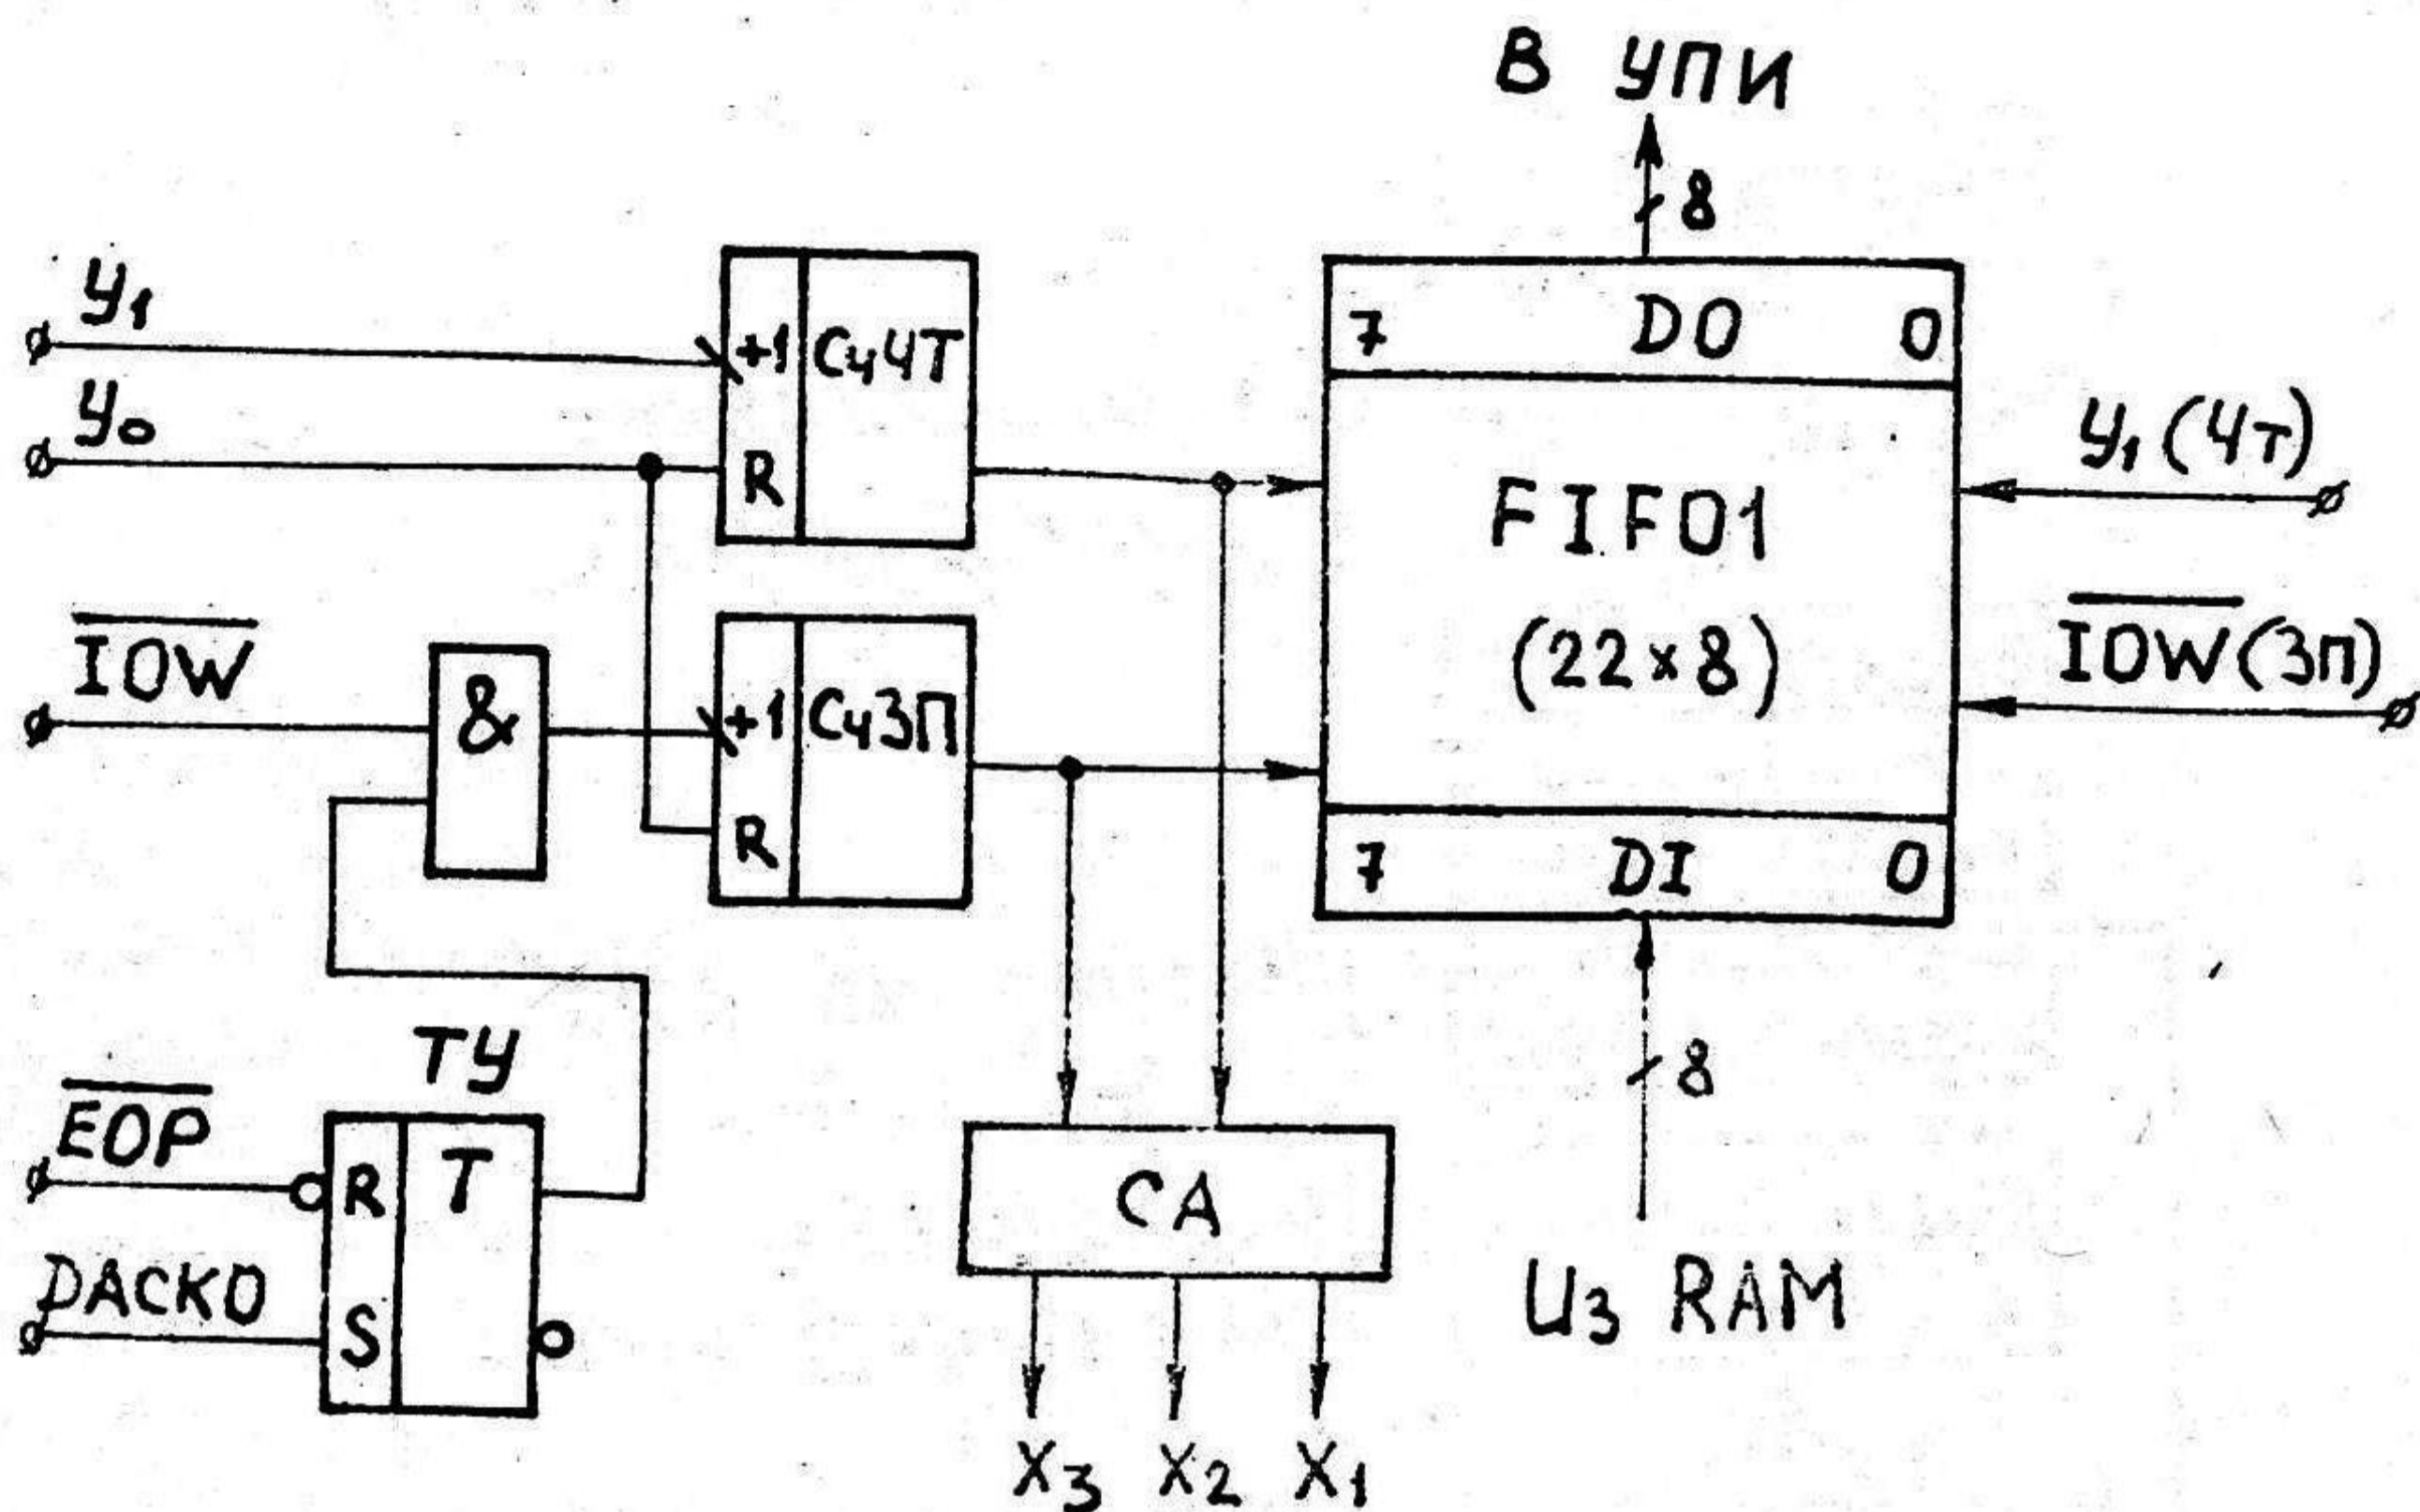 В УПИ
8
У₁
+1 СчЧТ
7 DO 0
У₀
R
У₁ (Чт)
FIFO1
(22×8)
IOW
&
+1 СчЗП
R
IOW (Зп)
7 DI 0
ТУ
8
EOP
R T
CA
DACK0
S
Из RAM
X₃ X₂ X₁